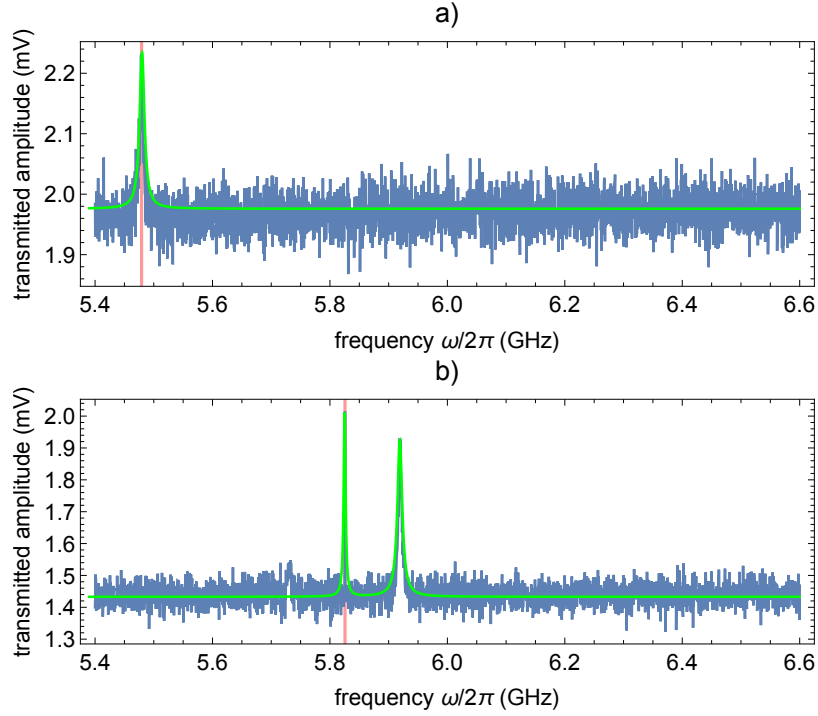 a)
transmitted amplitude (mV)
2.2
2.1
2.0
1.9
5.4 5.6 5.8 6.0 6.2 6.4 6.6
frequency ω/2π (GHz)
b)
transmitted amplitude (mV)
2.0
1.9
1.8
1.7
1.6
1.5
1.4
1.3
5.4 5.6 5.8 6.0 6.2 6.4 6.6
frequency ω/2π (GHz)